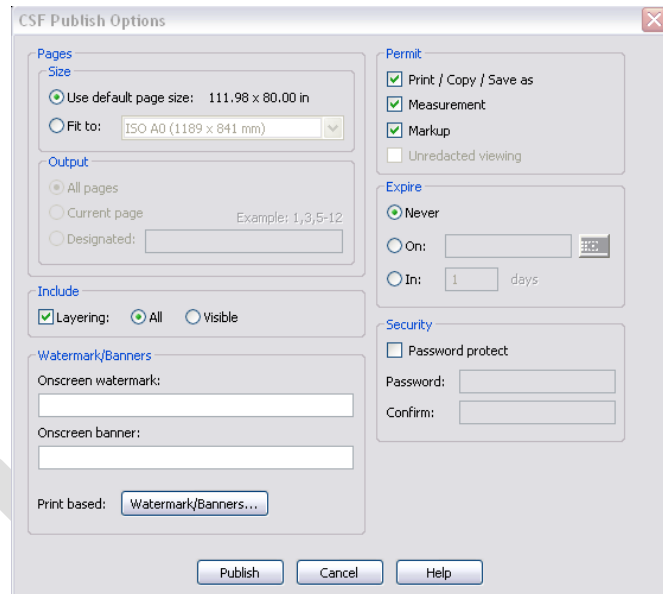 CSF Publish Options
Pages
Size
Use default page size: 111.98 x 80.00 in
Fit to: ISO A0 (1189 x 841 mm)
Output
All pages
Current page Example: 1,3,5-12
Designated:
Include
Layering: All Visible
Watermark/Banners
Onscreen watermark:
Onscreen banner:
Print based: Watermark/Banners...
Permit
Print / Copy / Save as
Measurement
Markup
Unredacted viewing
Expire
Never
On:
In: 1 days
Security
Password protect
Password:
Confirm:
Publish Cancel Help